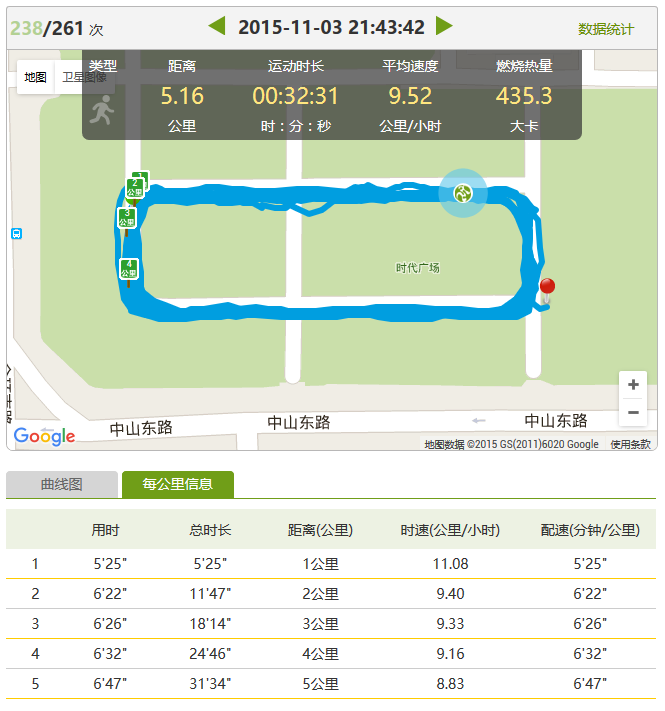 238/261 次 2015-11-03 21:43:42 数据统计
地图 卫星图像
类型 距离 运动时长 平均速度 燃烧热量
5.16 00:32:31 9.52 435.3
公里 时：分：秒 公里/小时 大卡
1
2
公里
3
公里
4
公里
时代广场
中山东路 中山东路 中山东路
Google 地图数据 ©2015 GS(2011)6020 Google 使用条款
+
−
曲线图 每公里信息
用时 总时长 距离(公里) 时速(公里/小时) 配速(分钟/公里)
1 5'25" 5'25" 1公里 11.08 5'25"
2 6'22" 11'47" 2公里 9.40 6'22"
3 6'26" 18'14" 3公里 9.33 6'26"
4 6'32" 24'46" 4公里 9.16 6'32"
5 6'47" 31'34" 5公里 8.83 6'47"